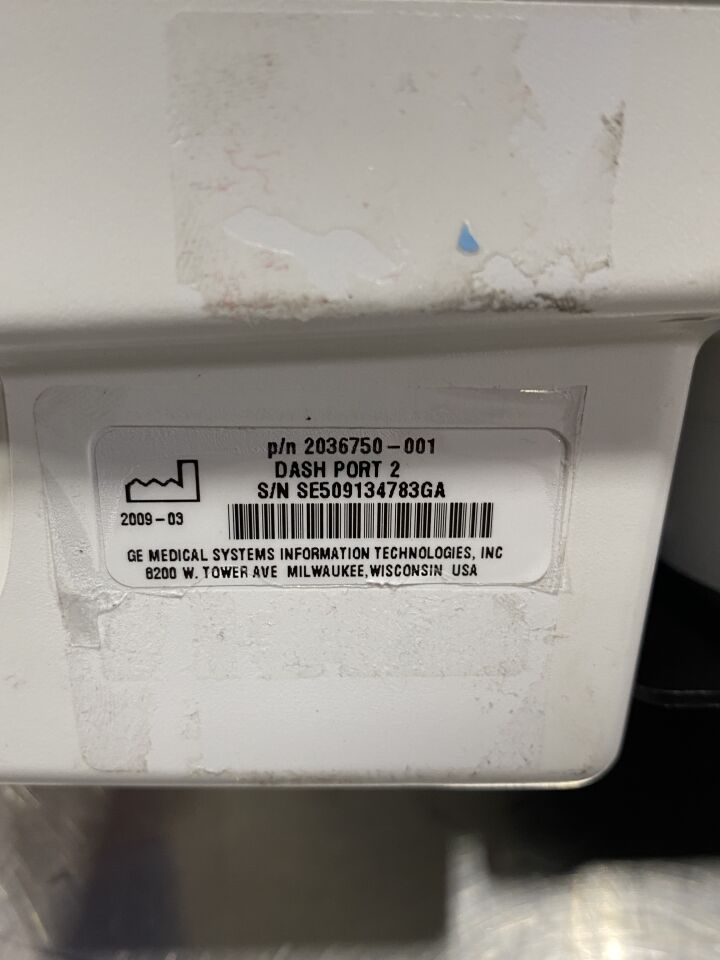 p/n 2036750-001
DASH PORT 2
S/N SE509134783GA
2009-03
GE MEDICAL SYSTEMS INFORMATION TECHNOLOGIES, INC
8200 W. TOWER AVE MILWAUKEE, WISCONSIN USA